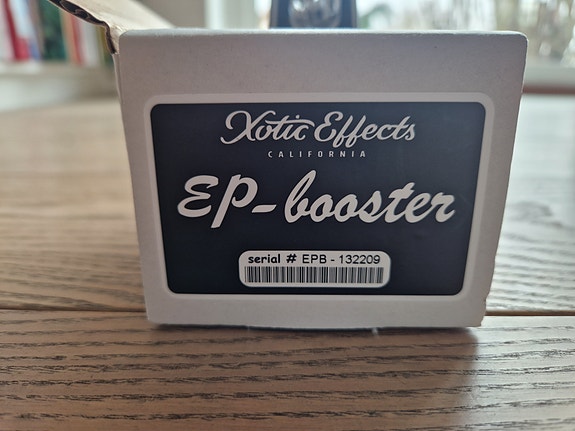 Xotic Effects
CALIFORNIA
EP-booster
serial # EPB - 132209